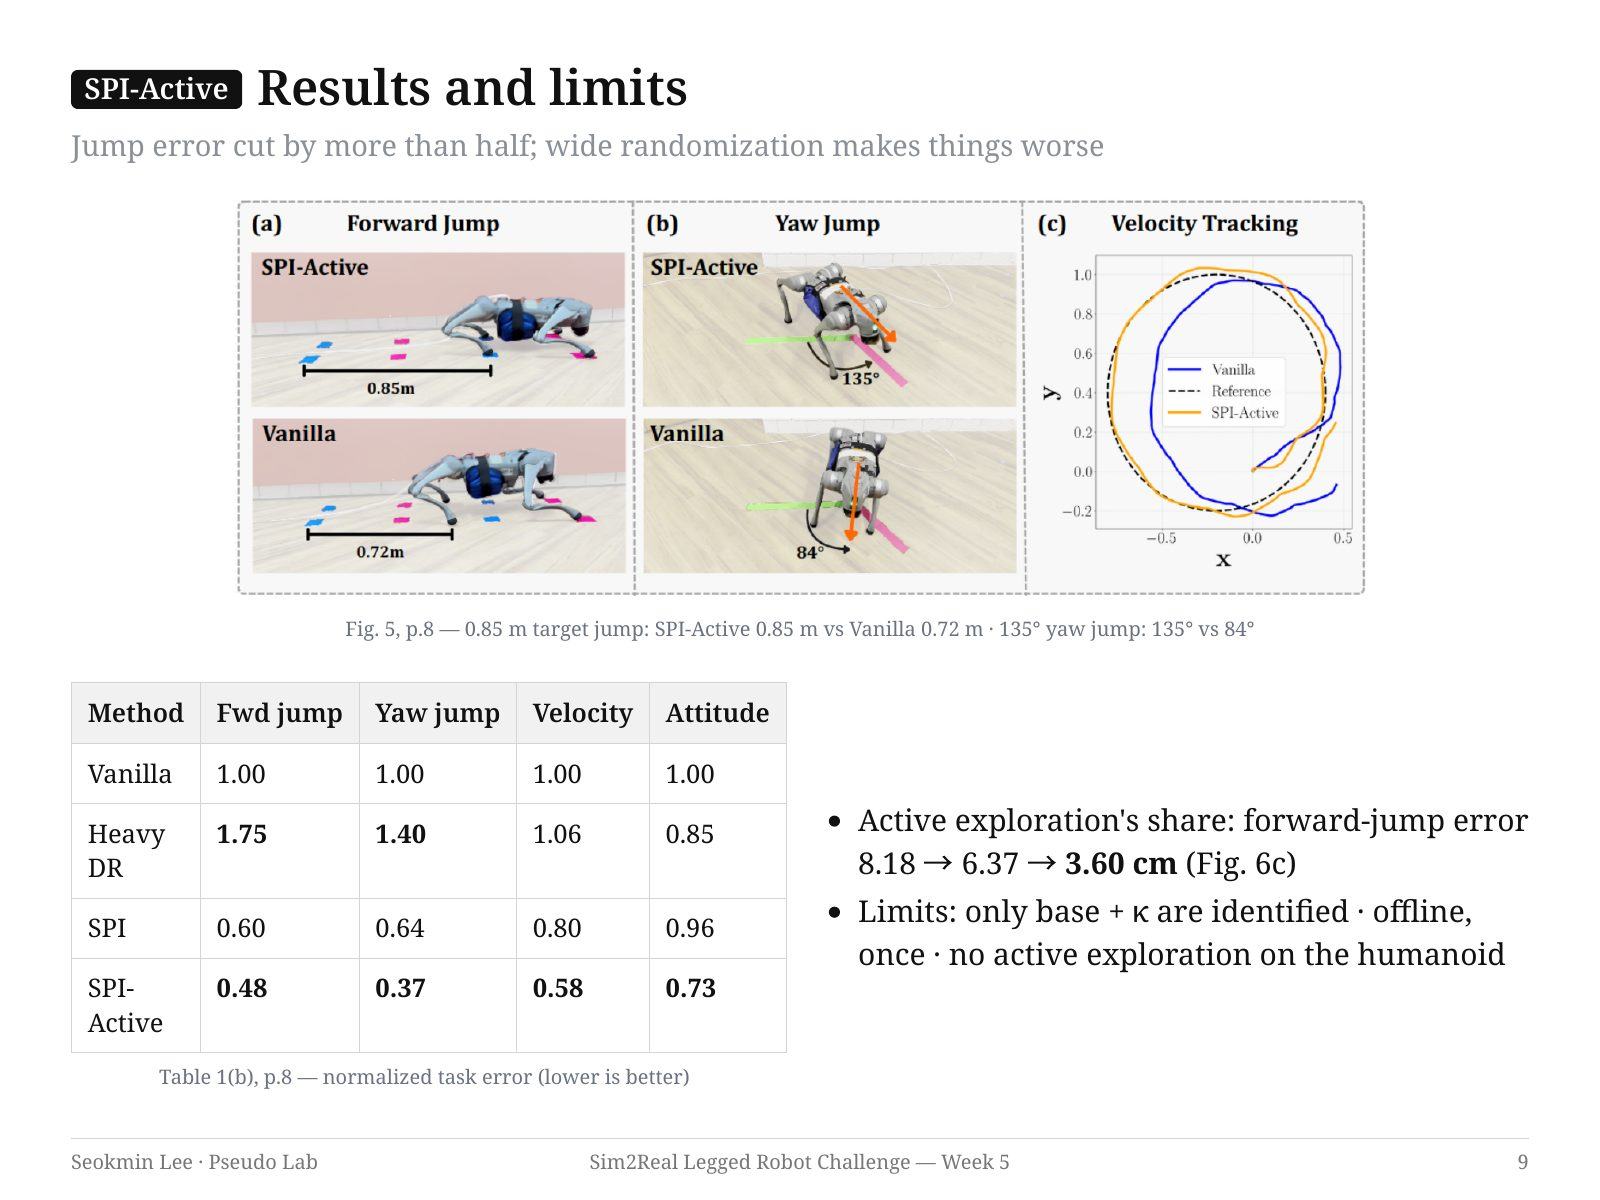 SPI-Active Results and limits
Jump error cut by more than half; wide randomization makes things worse
(a) Forward Jump
SPI-Active
0.85m
Vanilla
0.72m
(b) Yaw Jump
SPI-Active
135°
Vanilla
84°
(c) Velocity Tracking
1.0
0.8
0.6
0.4
0.2
0.0
−0.2
y
Vanilla
Reference
SPI-Active
−0.5 0.0 0.5
x
Fig. 5, p.8 — 0.85 m target jump: SPI-Active 0.85 m vs Vanilla 0.72 m · 135° yaw jump: 135° vs 84°
Method Fwd jump Yaw jump Velocity Attitude
Vanilla 1.00 1.00 1.00 1.00
Heavy 1.75 1.40 1.06 0.85
DR
SPI 0.60 0.64 0.80 0.96
SPI- 0.48 0.37 0.58 0.73
Active
Table 1(b), p.8 — normalized task error (lower is better)
• Active exploration's share: forward-jump error
8.18 → 6.37 → 3.60 cm (Fig. 6c)
• Limits: only base + κ are identified · offline,
once · no active exploration on the humanoid
Seokmin Lee · Pseudo Lab Sim2Real Legged Robot Challenge — Week 5 9